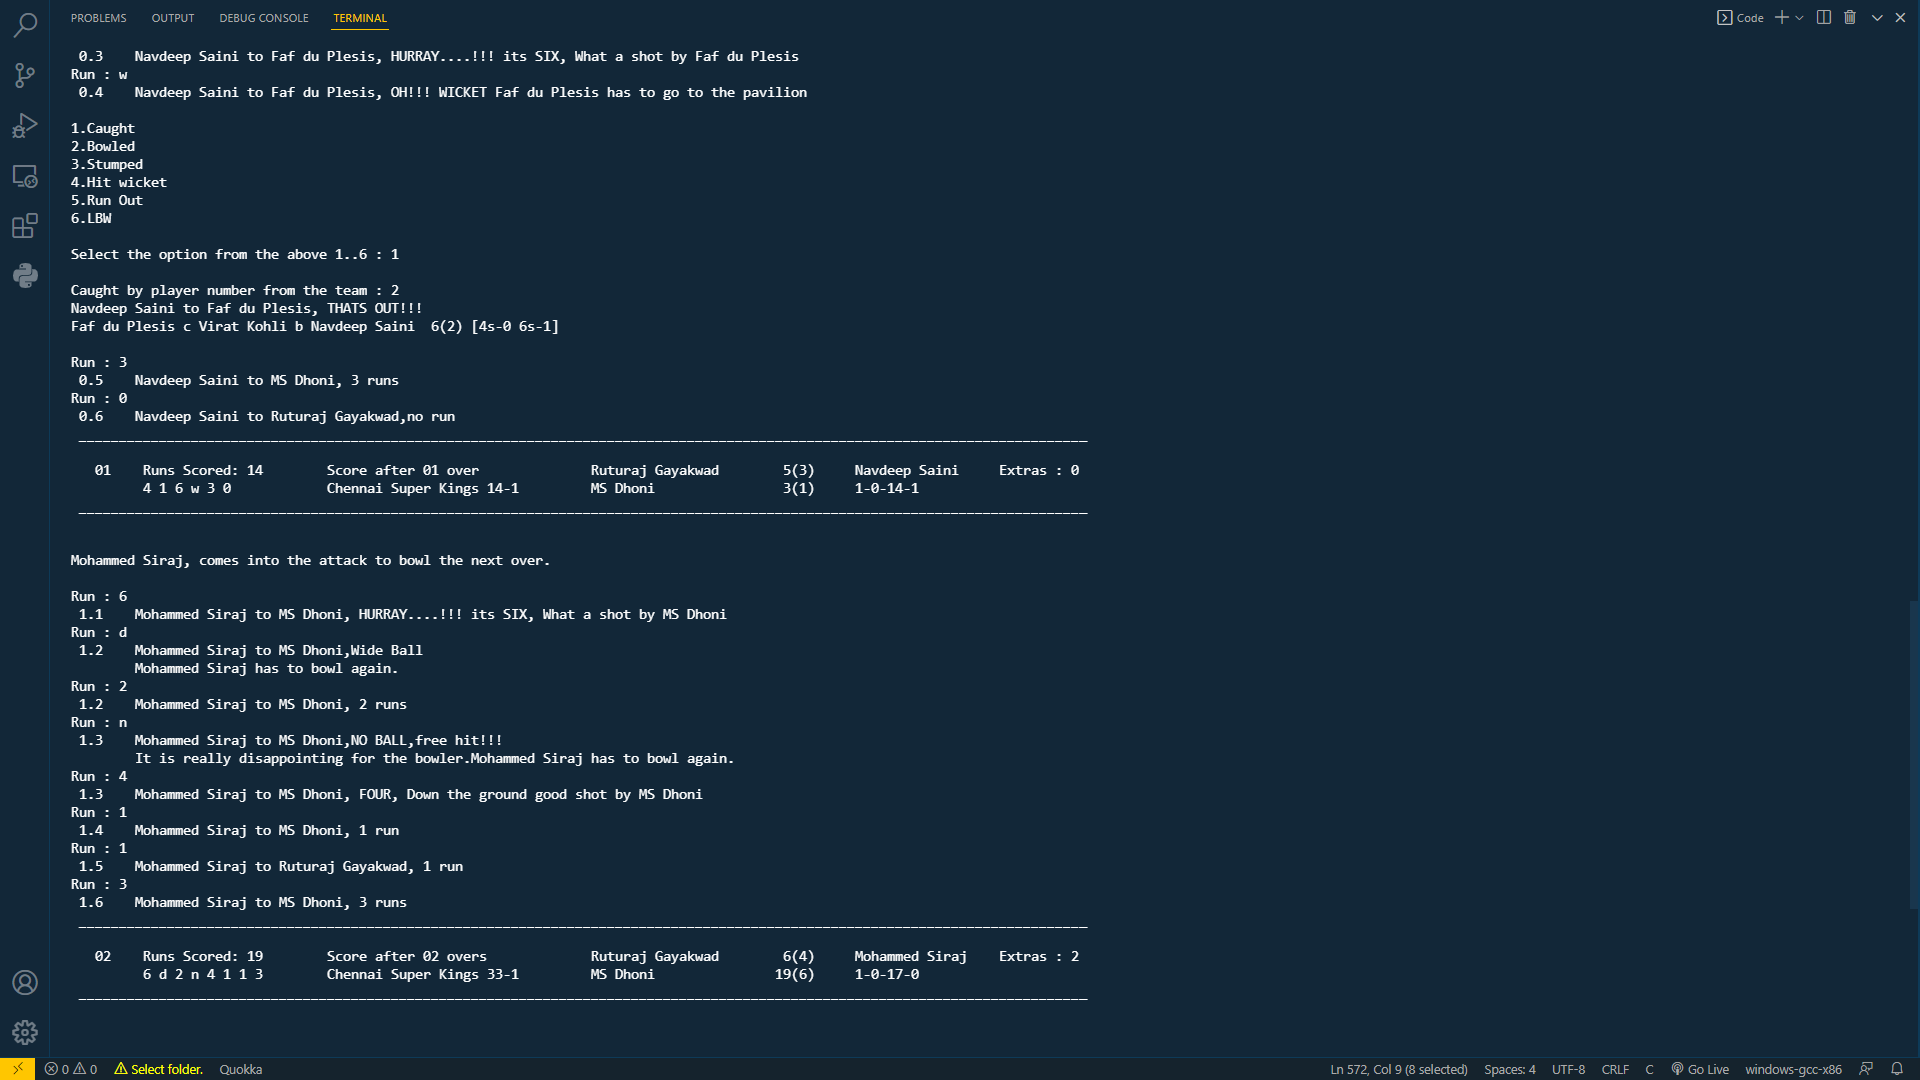 PROBLEMS OUTPUT DEBUG CONSOLE TERMINAL Code
0.3 Navdeep Saini to Faf du Plesis, HURRAY....!!! its SIX, What a shot by Faf du Plesis
Run : w
0.4 Navdeep Saini to Faf du Plesis, OH!!! WICKET Faf du Plesis has to go to the pavilion
1.Caught
2.Bowled
3.Stumped
4.Hit wicket
5.Run Out
6.LBW
Select the option from the above 1..6 : 1
Caught by player number from the team : 2
Navdeep Saini to Faf du Plesis, THATS OUT!!!
Faf du Plesis c Virat Kohli b Navdeep Saini 6(2) [4s-0 6s-1]
Run : 3
0.5 Navdeep Saini to MS Dhoni, 3 runs
Run : 0
0.6 Navdeep Saini to Ruturaj Gayakwad,no run
01 Runs Scored: 14 Score after 01 over Ruturaj Gayakwad 5(3) Navdeep Saini Extras : 0
4 1 6 w 3 0 Chennai Super Kings 14-1 MS Dhoni 3(1) 1-0-14-1
Mohammed Siraj, comes into the attack to bowl the next over.
Run : 6
1.1 Mohammed Siraj to MS Dhoni, HURRAY....!!! its SIX, What a shot by MS Dhoni
Run : d
1.2 Mohammed Siraj to MS Dhoni,Wide Ball
Mohammed Siraj has to bowl again.
Run : 2
1.2 Mohammed Siraj to MS Dhoni, 2 runs
Run : n
1.3 Mohammed Siraj to MS Dhoni,NO BALL,free hit!!!
It is really disappointing for the bowler.Mohammed Siraj has to bowl again.
Run : 4
1.3 Mohammed Siraj to MS Dhoni, FOUR, Down the ground good shot by MS Dhoni
Run : 1
1.4 Mohammed Siraj to MS Dhoni, 1 run
Run : 1
1.5 Mohammed Siraj to Ruturaj Gayakwad, 1 run
Run : 3
1.6 Mohammed Siraj to MS Dhoni, 3 runs
02 Runs Scored: 19 Score after 02 overs Ruturaj Gayakwad 6(4) Mohammed Siraj Extras : 2
6 d 2 n 4 1 1 3 Chennai Super Kings 33-1 MS Dhoni 19(6) 1-0-17-0
0 0 Select folder. Quokka Ln 572, Col 9 (8 selected) Spaces: 4 UTF-8 CRLF C Go Live windows-gcc-x86